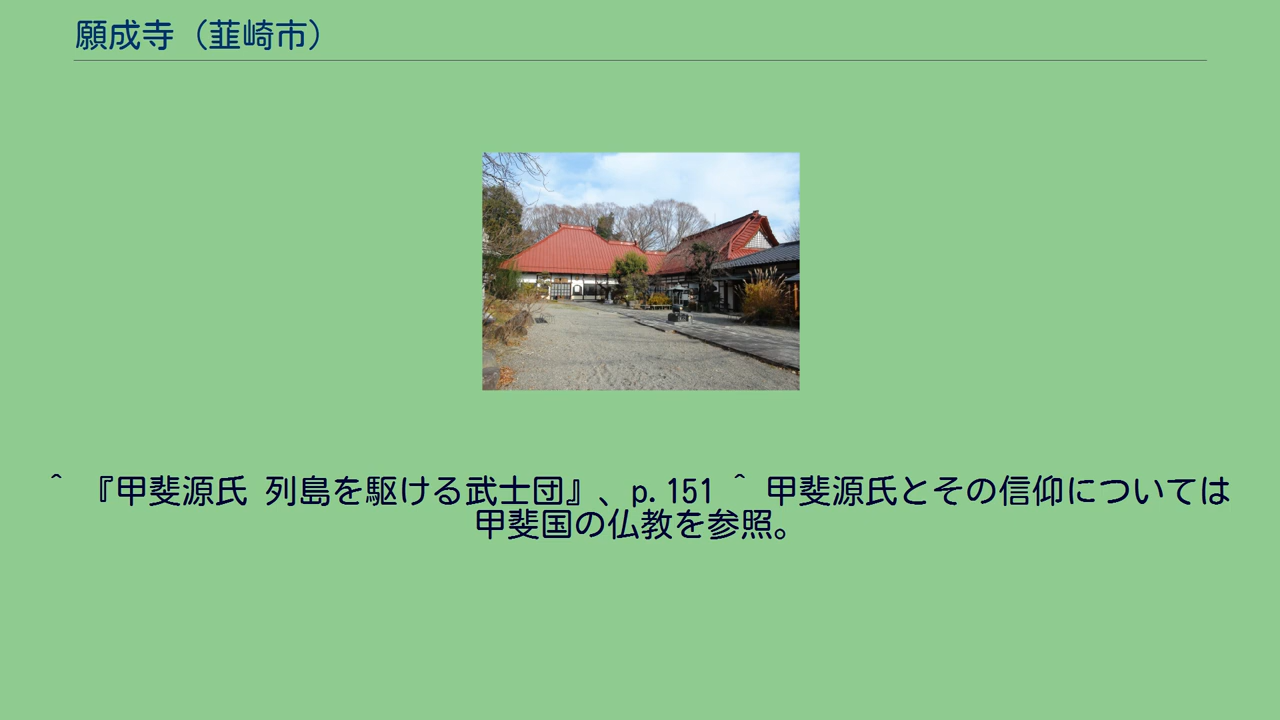 願成寺（韮崎市）
^ 『甲斐源氏 列島を駆ける武士団』、p.151 ^ 甲斐源氏とその信仰については
甲斐国の仏教を参照。